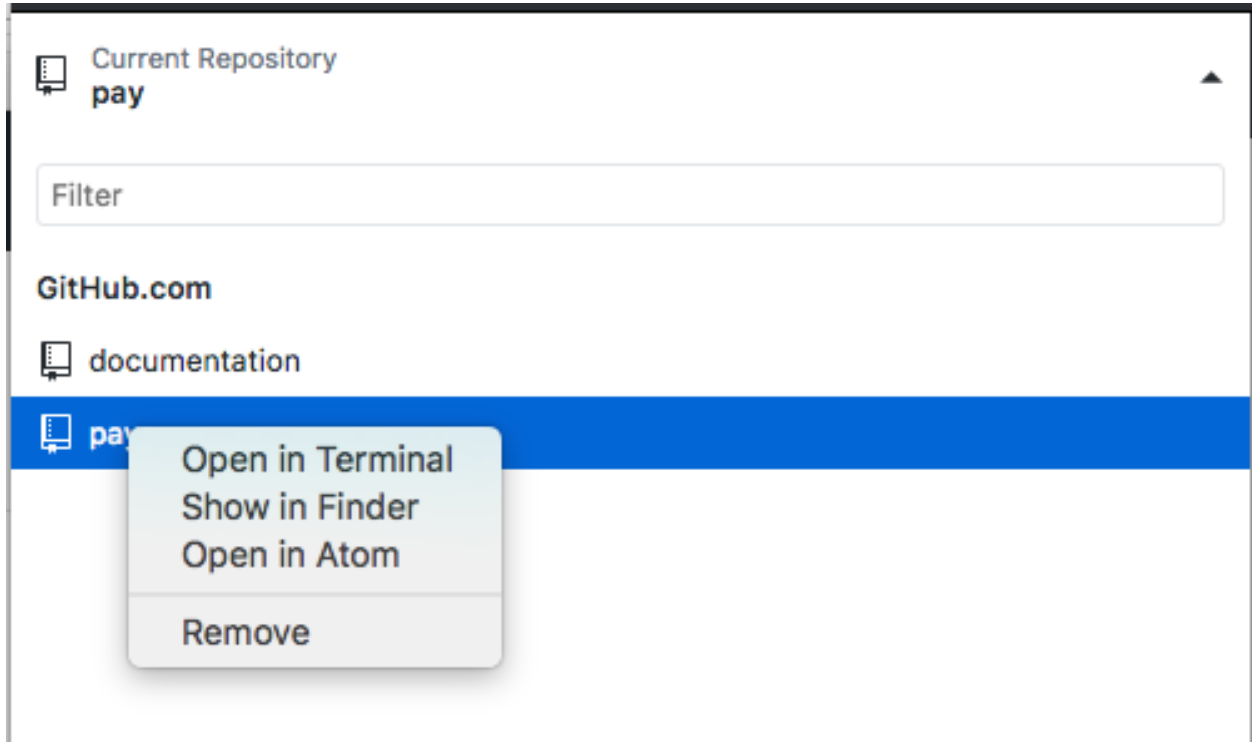 Current Repository
pay
Filter
GitHub.com
documentation
pay
Open in Terminal
Show in Finder
Open in Atom
Remove